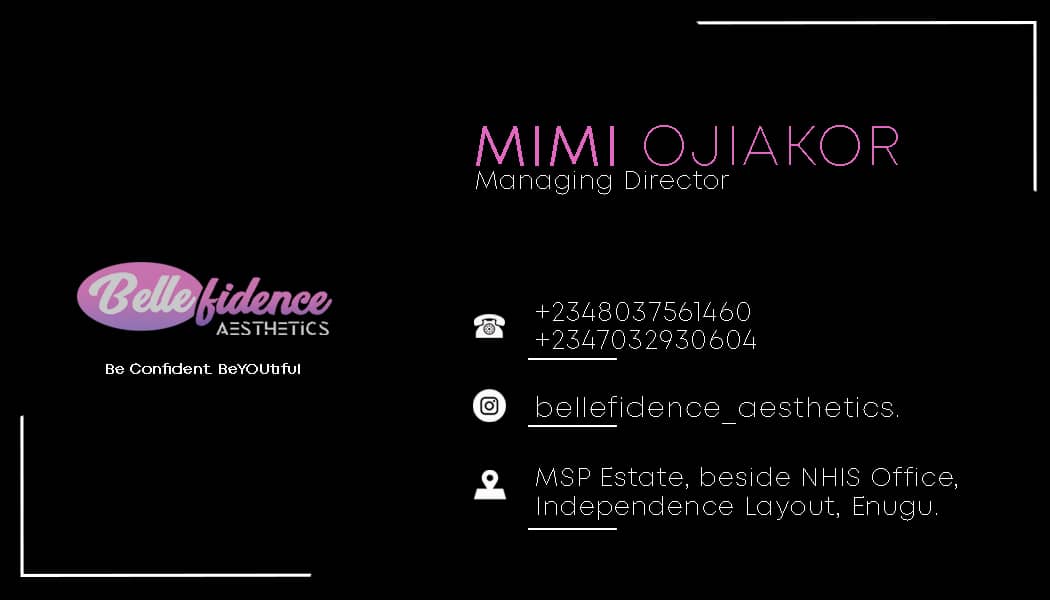 MIMI OJIAKOR
Managing Director
Bellefidence
AESTHETICS
Be Confident. BeYOUtiful
+2348037561460
+2347032930604
bellefidence_aesthetics.
MSP Estate, beside NHIS Office,
Independence Layout, Enugu.